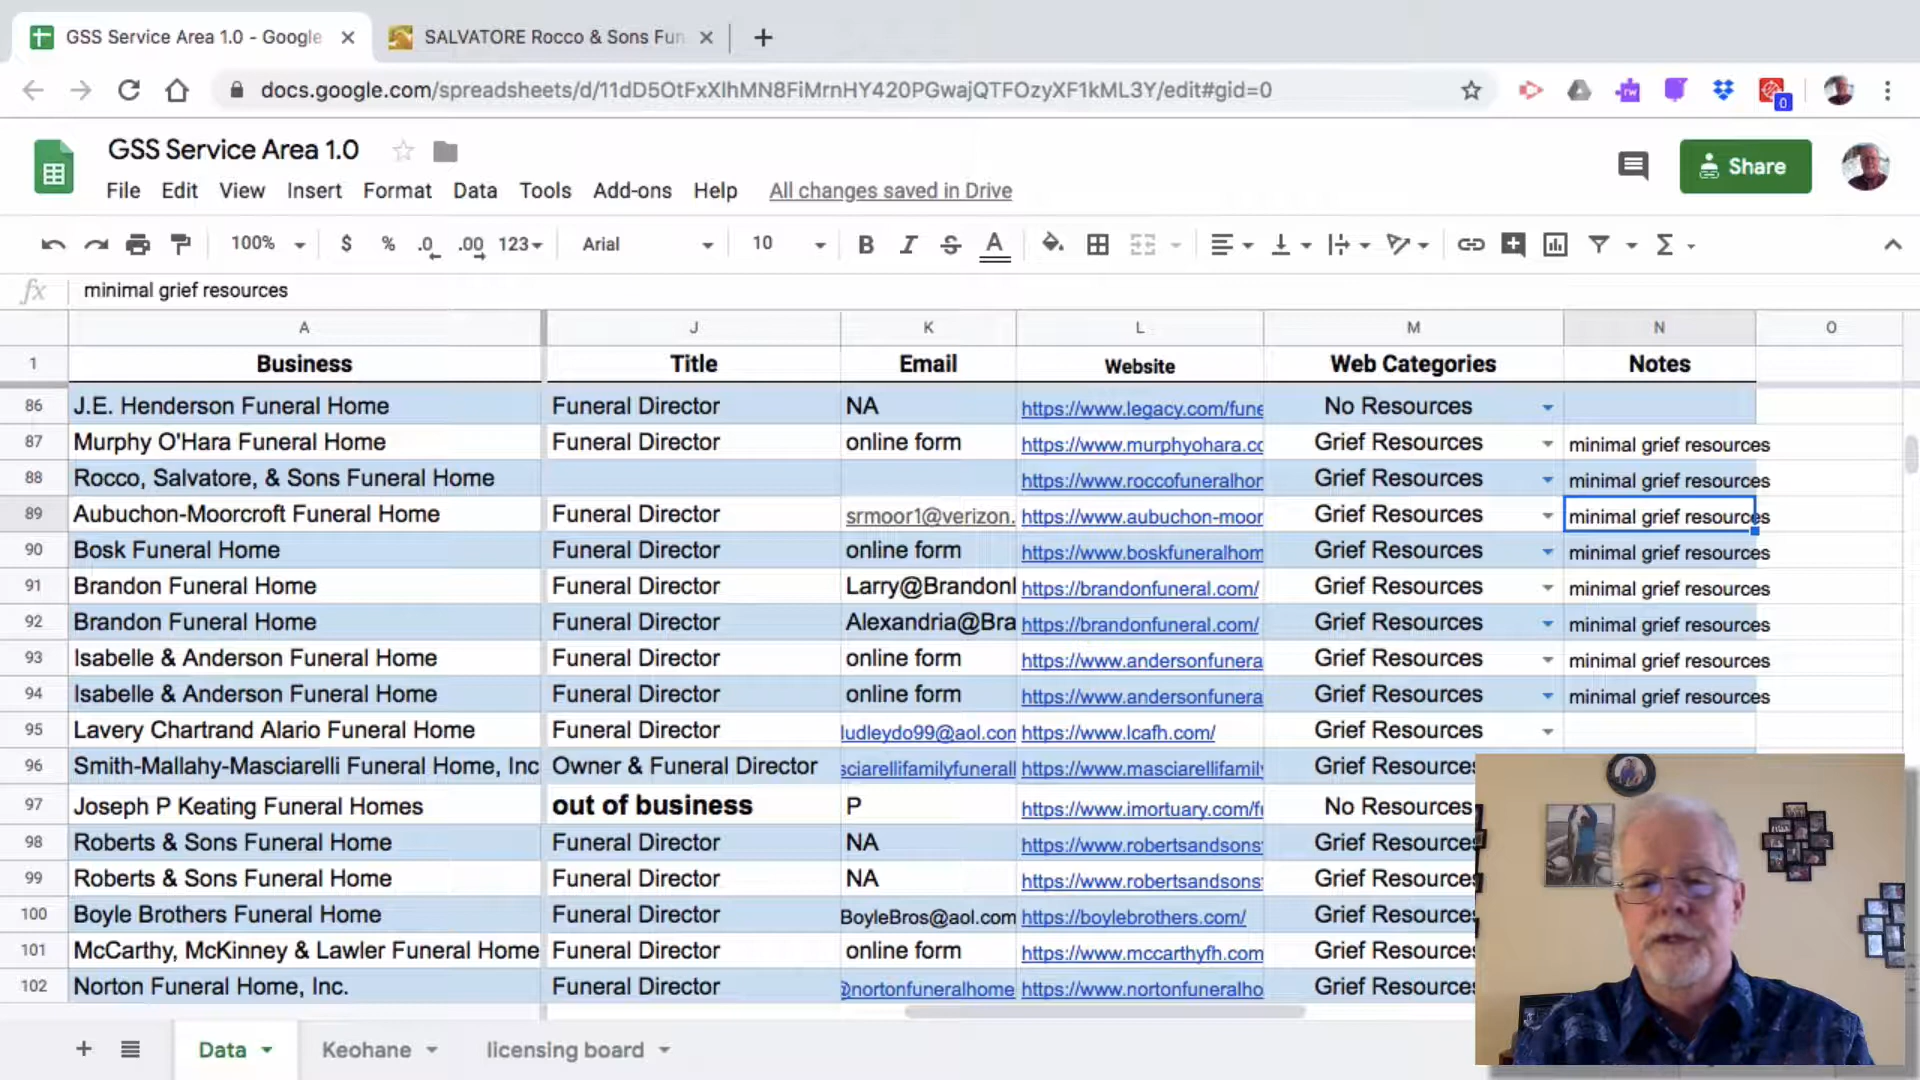 GSS Service Area 1.0 - Google
SALVATORE Rocco & Sons Fun
docs.google.com/spreadsheets/d/11dD5OtFxXlhMN8FiMrnHY420PGwajQTFOzyXF1kML3Y/edit#gid=0
0
GSS Service Area 1.0
Share
File Edit View Insert Format Data Tools Add-ons Help All changes saved in Drive
100% $ % .0 .00 123 Arial 10 B I S A Σ
fx minimal grief resources
A J K L M N O
1 Business Title Email Website Web Categories Notes
86 J.E. Henderson Funeral Home Funeral Director NA https://www.legacy.com/fune No Resources
87 Murphy O'Hara Funeral Home Funeral Director online form https://www.murphyohara.co Grief Resources minimal grief resources
88 Rocco, Salvatore, & Sons Funeral Home https://www.roccofuneralhor Grief Resources minimal grief resources
89 Aubuchon-Moorcroft Funeral Home Funeral Director srmoor1@verizon. https://www.aubuchon-moor Grief Resources minimal grief resources
90 Bosk Funeral Home Funeral Director online form https://www.boskfuneralhom Grief Resources minimal grief resources
91 Brandon Funeral Home Funeral Director Larry@Brandonl https://brandonfuneral.com/ Grief Resources minimal grief resources
92 Brandon Funeral Home Funeral Director Alexandria@Bra https://brandonfuneral.com/ Grief Resources minimal grief resources
93 Isabelle & Anderson Funeral Home Funeral Director online form https://www.andersonfunera Grief Resources minimal grief resources
94 Isabelle & Anderson Funeral Home Funeral Director online form https://www.andersonfunera Grief Resources minimal grief resources
95 Lavery Chartrand Alario Funeral Home Funeral Director ludleydo99@aol.con https://www.lcafh.com/ Grief Resources
96 Smith-Mallahy-Masciarelli Funeral Home, Inc Owner & Funeral Director sciarellifamilyfunerall https://www.masciarellifamily Grief Resources
97 Joseph P Keating Funeral Homes out of business P https://www.imortuary.com/fu No Resources
98 Roberts & Sons Funeral Home Funeral Director NA https://www.robertsandsons Grief Resources
99 Roberts & Sons Funeral Home Funeral Director NA https://www.robertsandsons Grief Resources
100 Boyle Brothers Funeral Home Funeral Director BoyleBros@aol.com https://boylebrothers.com/ Grief Resources
101 McCarthy, McKinney & Lawler Funeral Home Funeral Director online form https://www.mccarthyfh.com Grief Resources
102 Norton Funeral Home, Inc. Funeral Director @nortonfuneralhome https://www.nortonfuneralho Grief Resources
Data Keohane licensing board